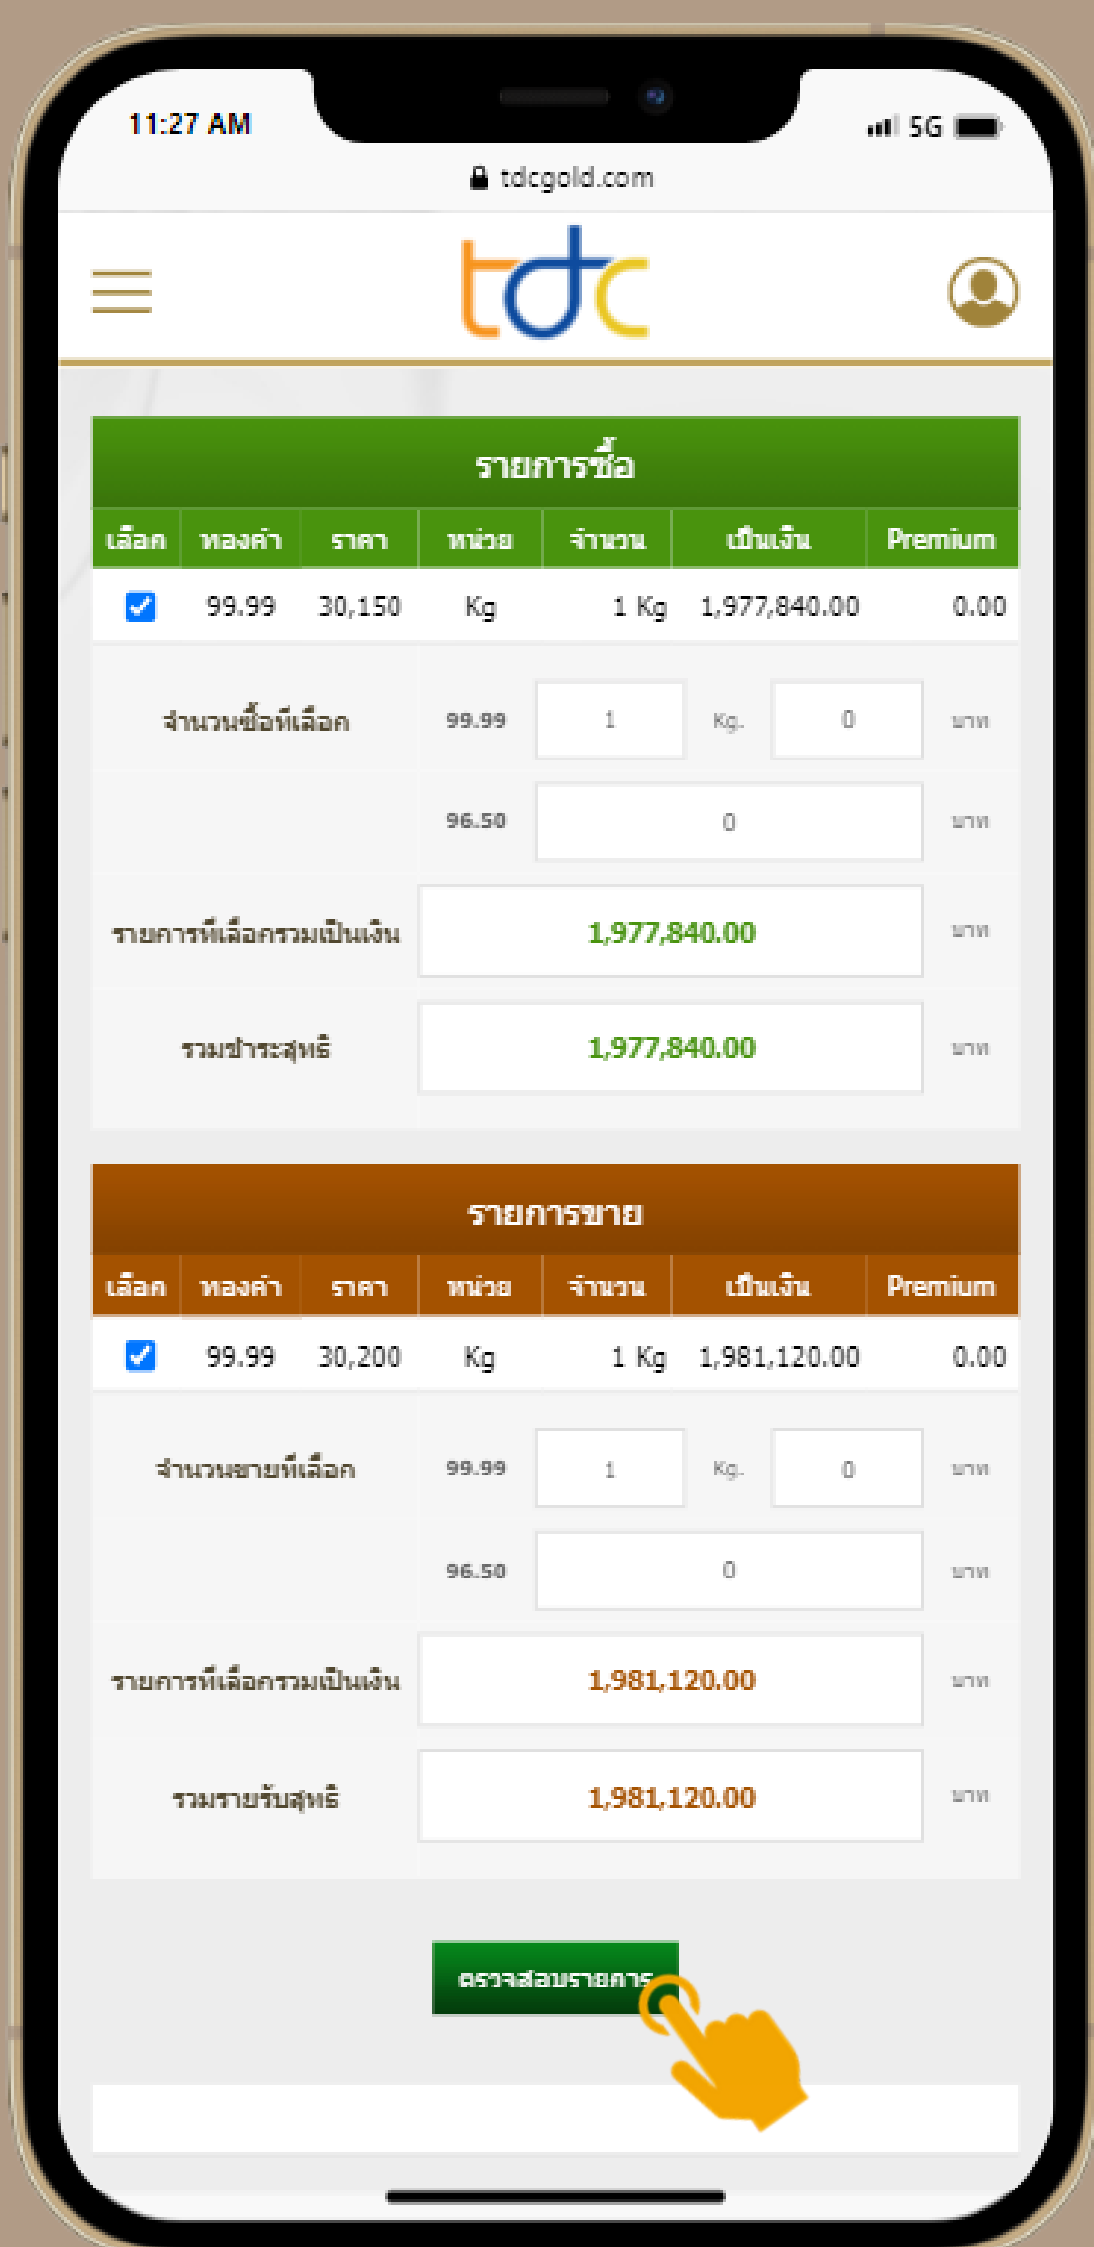 11:27 AM
5G
tdcgold.com
tdc
รายการซื้อ
เลือก ทองคำ ราคา หน่วย จำนวน เป็นเงิน Premium
99.99 30,150 Kg 1 Kg 1,977,840.00 0.00
จำนวนซื้อที่เลือก 99.99 1 Kg. 0 บาท
96.50 0 บาท
รายการที่เลือกรวมเป็นเงิน 1,977,840.00 บาท
รวมชำระสุทธิ 1,977,840.00 บาท
รายการขาย
เลือก ทองคำ ราคา หน่วย จำนวน เป็นเงิน Premium
99.99 30,200 Kg 1 Kg 1,981,120.00 0.00
จำนวนขายที่เลือก 99.99 1 Kg. 0 บาท
96.50 0 บาท
รายการที่เลือกรวมเป็นเงิน 1,981,120.00 บาท
รวมรายรับสุทธิ 1,981,120.00 บาท
ตรวจสอบรายการ